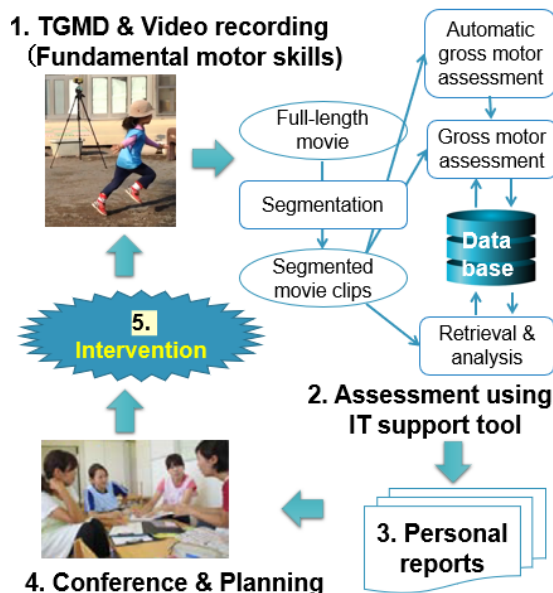 1. TGMD & Video recording
（Fundamental motor skills)
Full-length
movie
Segmentation
Segmented
movie clips
Automatic
gross motor
assessment
Gross motor
assessment
Data
base
Retrieval &
analysis
2. Assessment using
IT support tool
3. Personal
reports
4. Conference & Planning
5.
Intervention